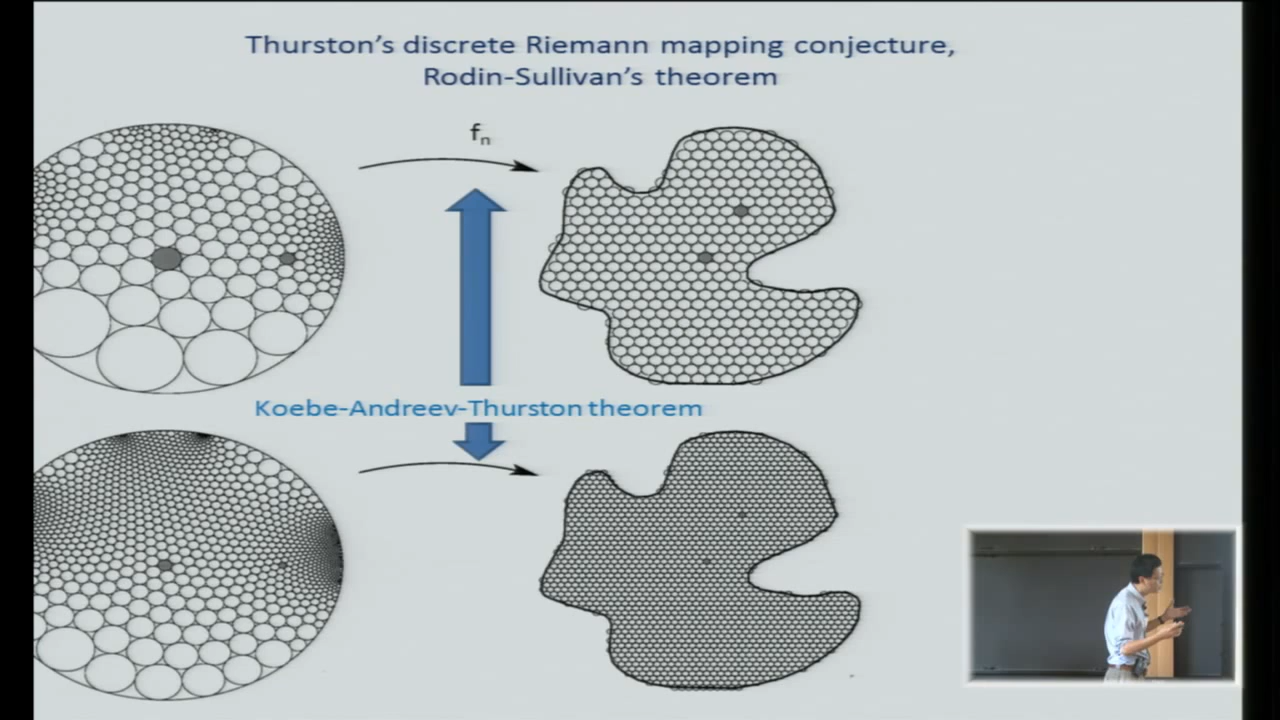 Thurston's discrete Riemann mapping conjecture,
Rodin-Sullivan's theorem
fn
Koebe-Andreev-Thurston theorem